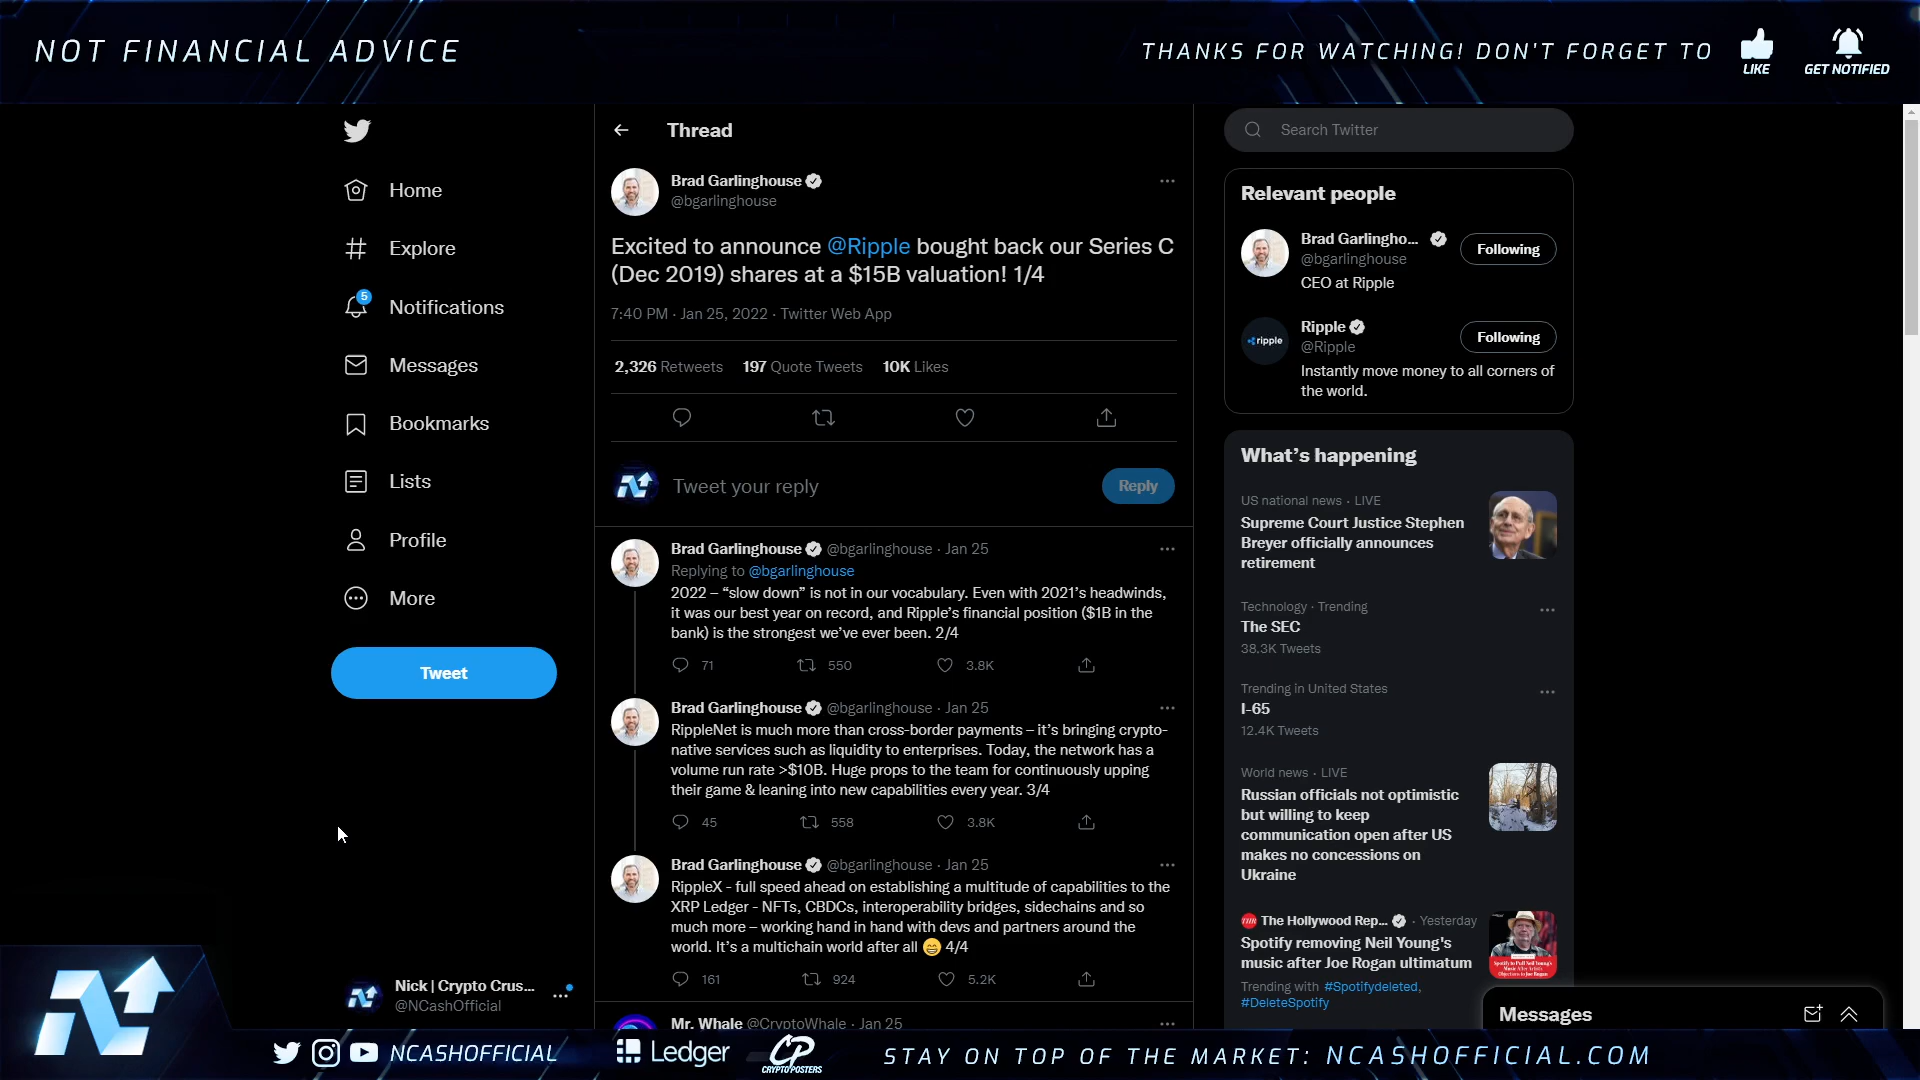 NOT FINANCIAL ADVICE
THANKS FOR WATCHING! DON'T FORGET TO
LIKE
GET NOTIFIED
Home
Explore
5
Notifications
Messages
Bookmarks
Lists
Profile
More
Tweet
Nick | Crypto Crus...
@NCashOfficial
Thread
Brad Garlinghouse
@bgarlinghouse
Excited to announce @Ripple bought back our Series C
(Dec 2019) shares at a $15B valuation! 1/4
7:40 PM · Jan 25, 2022 · Twitter Web App
2,326 Retweets 197 Quote Tweets 10K Likes
Tweet your reply
Reply
Brad Garlinghouse @bgarlinghouse · Jan 25
Replying to @bgarlinghouse
2022 – “slow down” is not in our vocabulary. Even with 2021’s headwinds,
it was our best year on record, and Ripple’s financial position ($1B in the
bank) is the strongest we’ve ever been. 2/4
71 550 3.8K
Brad Garlinghouse @bgarlinghouse · Jan 25
RippleNet is much more than cross-border payments – it’s bringing crypto-
native services such as liquidity to enterprises. Today, the network has a
volume run rate >$10B. Huge props to the team for continuously upping
their game & leaning into new capabilities every year. 3/4
45 558 3.8K
Brad Garlinghouse @bgarlinghouse · Jan 25
RippleX - full speed ahead on establishing a multitude of capabilities to the
XRP Ledger - NFTs, CBDCs, interoperability bridges, sidechains and so
much more – working hand in hand with devs and partners around the
world. It’s a multichain world after all 😁 4/4
161 924 5.2K
Mr. Whale @CryptoWhale · Jan 25
Search Twitter
Relevant people
Brad Garlingho...
Following
@bgarlinghouse
CEO at Ripple
ripple
Ripple
Following
@Ripple
Instantly move money to all corners of
the world.
What’s happening
US national news · LIVE
Supreme Court Justice Stephen
Breyer officially announces
retirement
Technology · Trending
The SEC
38.3K Tweets
Trending in United States
I-65
12.4K Tweets
World news · LIVE
Russian officials not optimistic
but willing to keep
communication open after US
makes no concessions on
Ukraine
The Hollywood Rep... · Yesterday
Spotify removing Neil Young's
music after Joe Rogan ultimatum
Trending with #Spotifydeleted,
#DeleteSpotify
Messages
NCASHOFFICIAL
Ledger
CP
CRYPTOPOSTERS
STAY ON TOP OF THE MARKET: NCASHOFFICIAL.COM